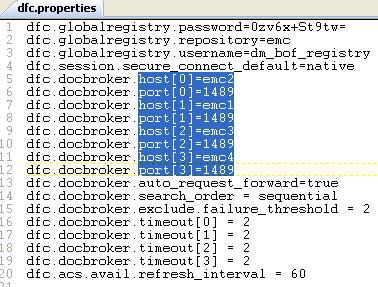 dfc.properties
1 dfc.globalregistry.password=0zv6x+St9tw=
2 dfc.globalregistry.repository=emc
3 dfc.globalregistry.username=dm_bof_registry
4 dfc.session.secure_connect_default=native
5 dfc.docbroker.host[0]=emc2
6 dfc.docbroker.port[0]=1489
7 dfc.docbroker.host[1]=emc1
8 dfc.docbroker.port[1]=1489
9 dfc.docbroker.host[2]=emc3
10 dfc.docbroker.port[2]=1489
11 dfc.docbroker.host[3]=emc4
12 dfc.docbroker.port[3]=1489
13 dfc.docbroker.auto_request_forward=true
14 dfc.docbroker.search_order = sequential
15 dfc.docbroker.exclude.failure_threshold = 2
16 dfc.docbroker.timeout[0] = 2
17 dfc.docbroker.timeout[1] = 2
18 dfc.docbroker.timeout[2] = 2
19 dfc.docbroker.timeout[3] = 2
20 dfc.acs.avail.refresh_interval = 60